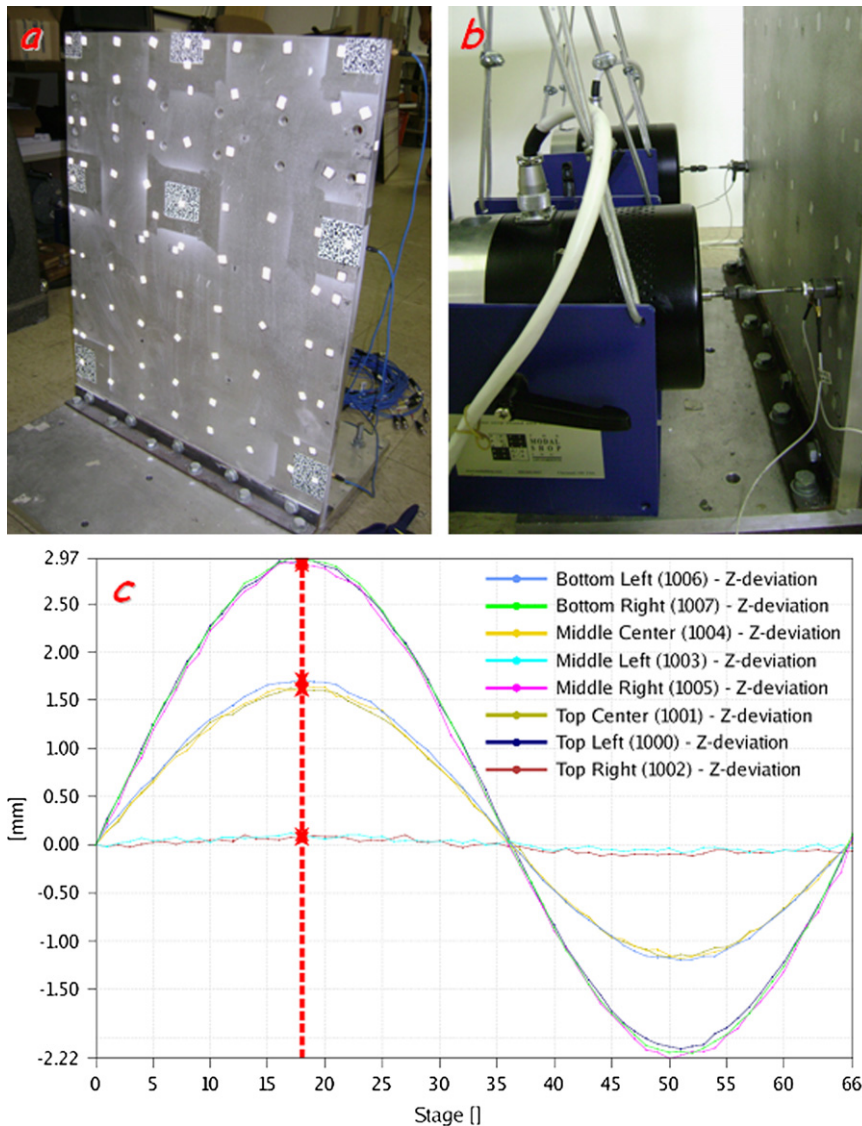 a
b
MODAL
SHOP
c
2.97
2.50
2.00
1.50
1.00
0.50
0.00
-0.50
-1.00
-1.50
-2.22
[mm]
Bottom Left (1006) - Z-deviation
Bottom Right (1007) - Z-deviation
Middle Center (1004) - Z-deviation
Middle Left (1003) - Z-deviation
Middle Right (1005) - Z-deviation
Top Center (1001) - Z-deviation
Top Left (1000) - Z-deviation
Top Right (1002) - Z-deviation
0 5 10 15 20 25 30 35 40 45 50 55 60 66
Stage []